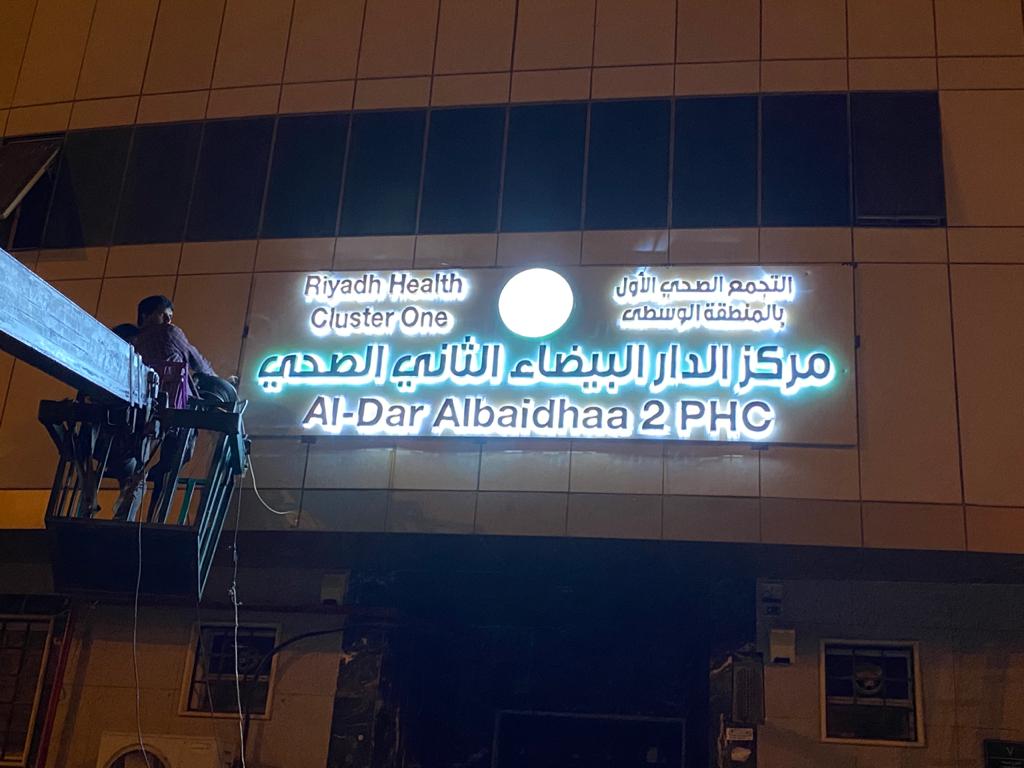 Riyadh Health
Cluster One
التجمع الصحي الأول
بالمنطقة الوسطى
مركز الدار البيضاء الثاني الصحي
Al-Dar Albaidhaa 2 PHC